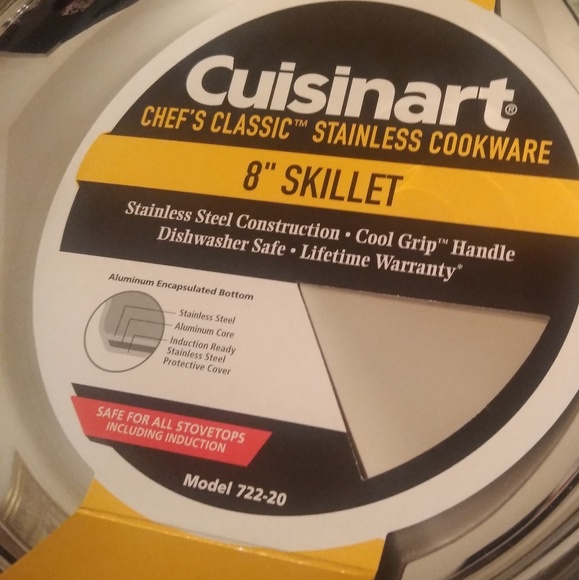 Cuisinart®
CHEF'S CLASSIC™ STAINLESS COOKWARE
8" SKILLET
Stainless Steel Construction • Cool Grip™ Handle
Dishwasher Safe • Lifetime Warranty*
Aluminum Encapsulated Bottom
Stainless Steel
Aluminum Core
Induction Ready
Stainless Steel
Protective Cover
SAFE FOR ALL STOVETOPS
INCLUDING INDUCTION
Model 722-20